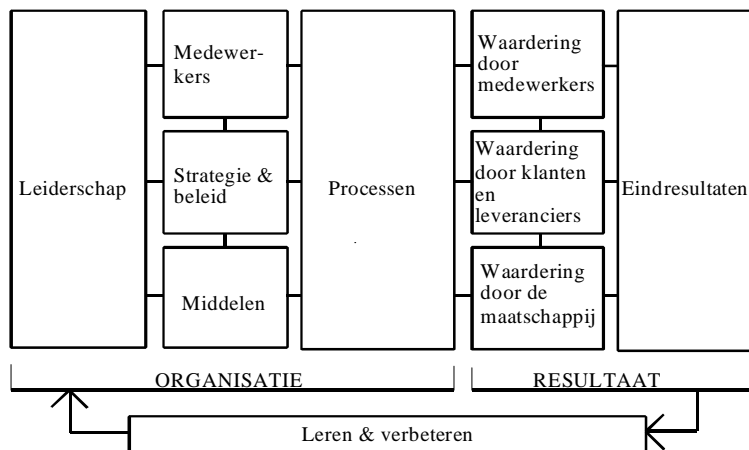 Leiderschap
Medewer-
kers
Strategie &
beleid
Middelen
Processen
Waardering
door
medewerkers
Waardering
door klanten
en
leveranciers
Waardering
door de
maatschappij
Eindresultaten
ORGANISATIE
RESULTAAT
Leren & verbeteren